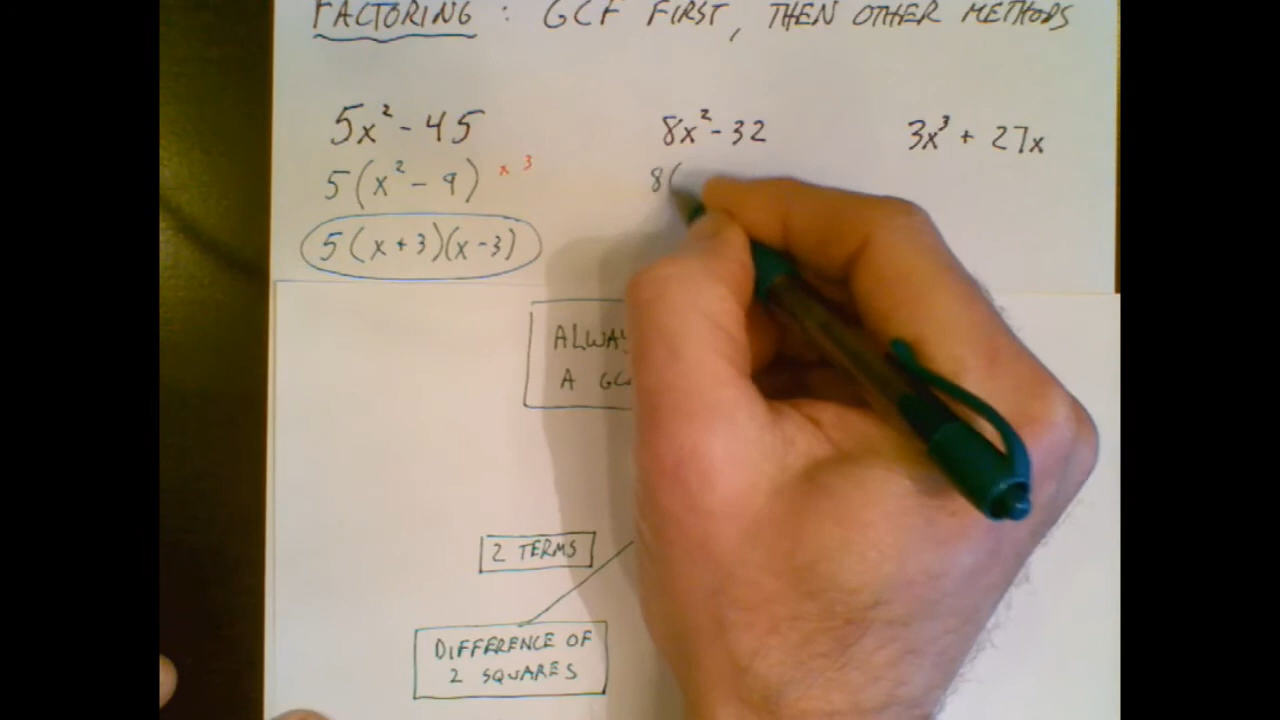 FACTORING : GCF FIRST, THEN OTHER METHODS
5x² - 45
5(x² - 9) x 3
5(x + 3)(x - 3)
8x² - 32
8(
3x³ + 27x
A
2 TERMS
DIFFERENCE OF
2 SQUARES